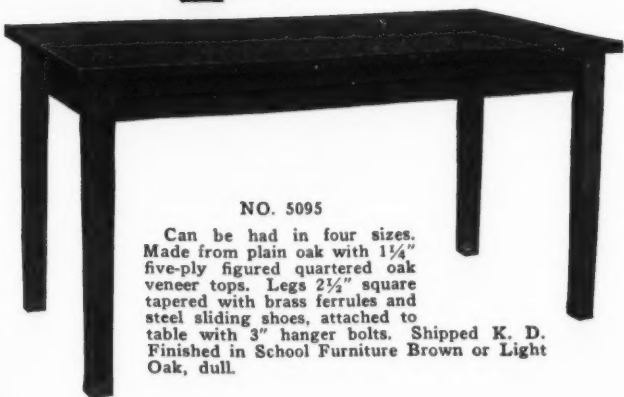 NO. 5095
Can be had in four sizes.
Made from plain oak with 1¼"
five-ply figured quartered oak
veneer tops. Legs 2½" square
tapered with brass ferrules and
steel sliding shoes, attached to
table with 3" hanger bolts. Shipped K. D.
Finished in School Furniture Brown or Light
Oak, dull.